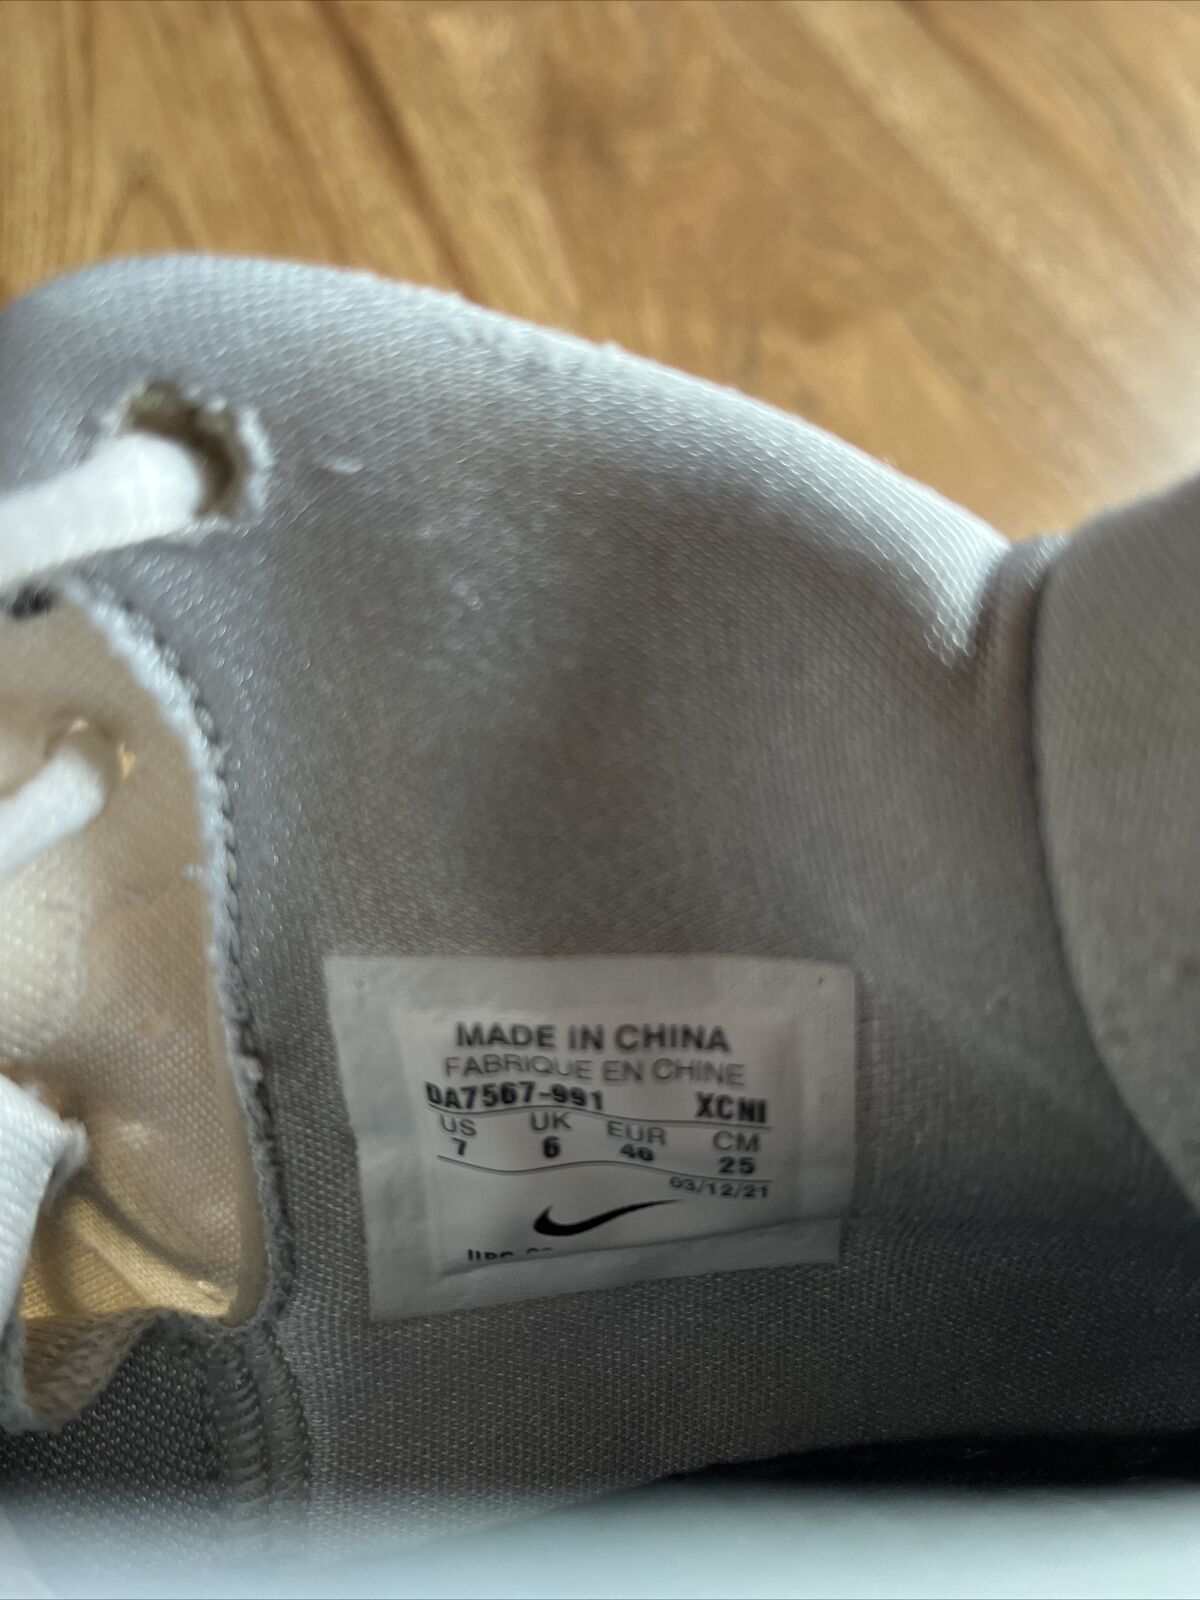 MADE IN CHINA
FABRIQUE EN CHINE
DA7567-991 XCNI
US UK EUR CM
7 6 40 25
03/12/21